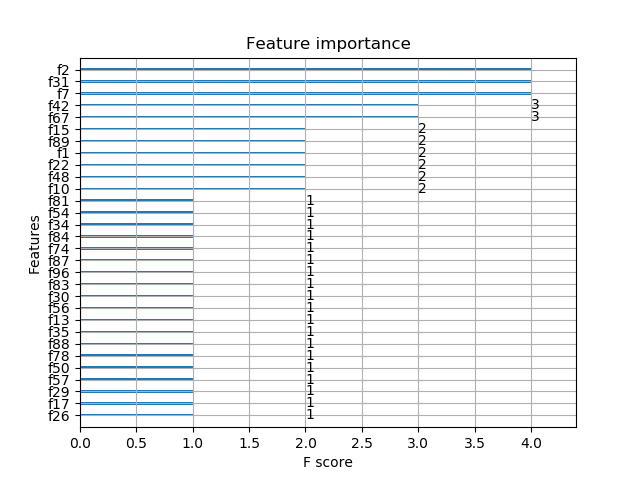 Feature importance
f2
f31
f7
f42 3
f67 3
f15 2
f89 2
f1 2
f22 2
f48 2
f10 2
f81 1
f54 1
f34 1
f84 1
f74 1
f87 1
f96 1
f83 1
f30 1
f56 1
f13 1
f35 1
f88 1
f78 1
f50 1
f57 1
f29 1
f17 1
f26 1
Features
0.0 0.5 1.0 1.5 2.0 2.5 3.0 3.5 4.0
F score